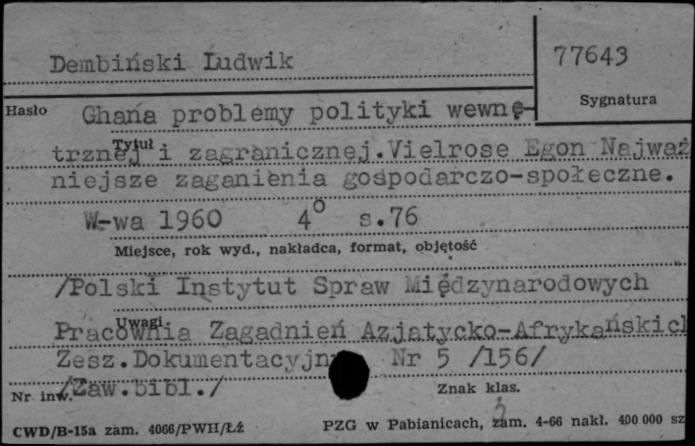 Dembiński Ludwik
77643
Sygnatura
Hasło
Ghana problemy polityki wewnę-
Tytuł
trznej i zagranicznej.Vielrose Egon Najważ
niejsze zaganienia gospodarczo-społeczne.
W-wa 1960 4° s.76
Miejsce, rok wyd., nakładca, format, objętość
/Polski Instytut Spraw Międzynarodowych
Uwagi
Pracownia Zagadnień Azjatycko-Afrykańskich
Zesz.Dokumentacyjny Nr 5 /156/
/Zaw.bibl./
Nr inw.
Znak klas.
CWD/B-15a zam. 4066/PWH/Łź
PZG w Pabianicach, zam. 4-66 nakł. 400 000 sz